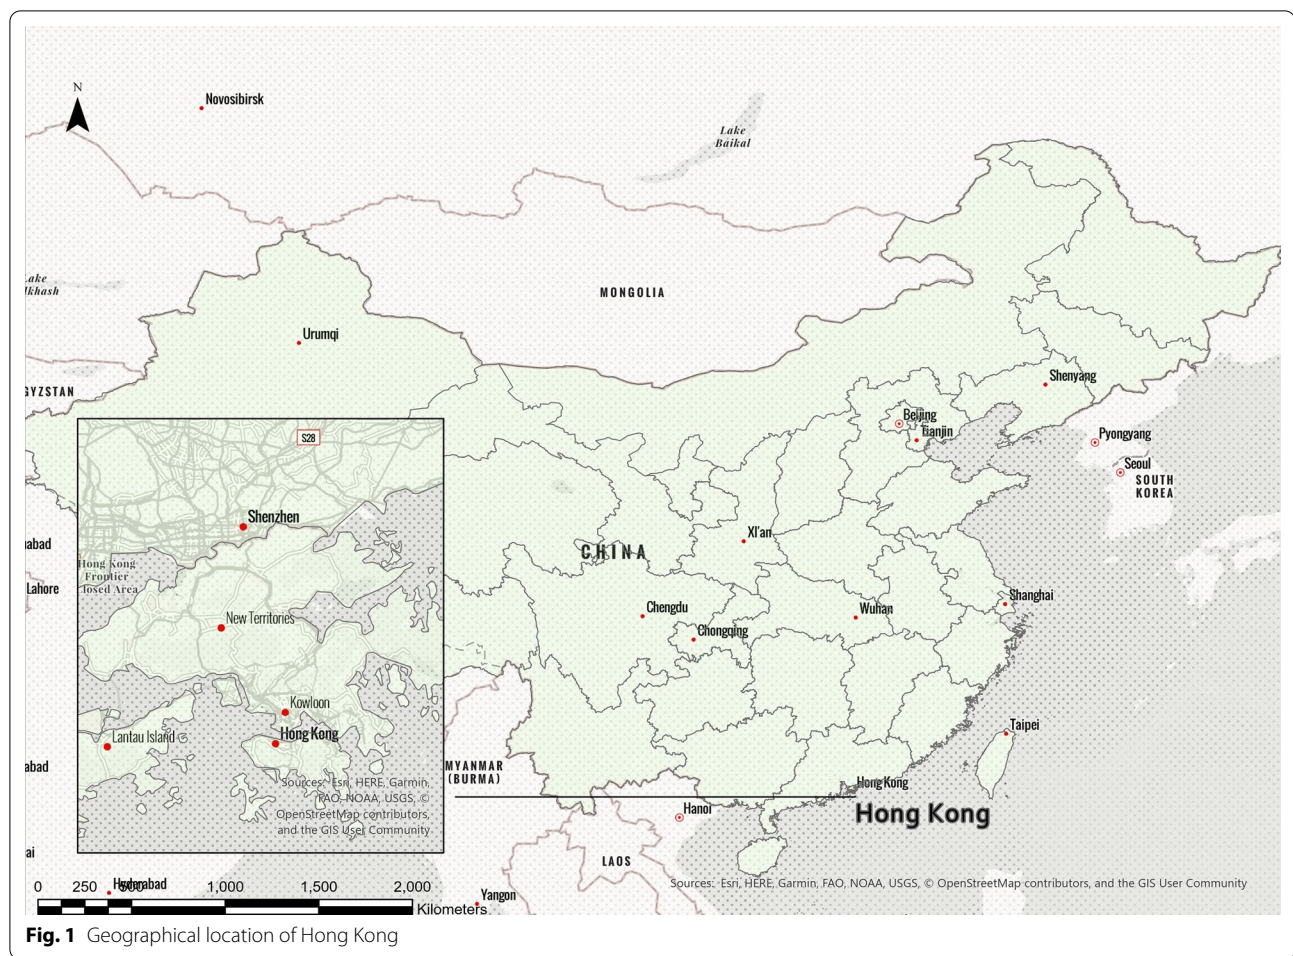 N
Novosibirsk
Lake
Baikal
Lake
lkhash
MONGOLIA
Urumqi
GYZSTAN
Shenyang
Beijing
Tianjin
Pyongyang
Seoul
SOUTH
KOREA
S28
Shenzhen
Hong Kong
Frontier
losed Area
New Territories
Kowloon
Hong Kong
Lantau Island
Sources: Esri, HERE, Garmin,
FAO, NOAA, USGS, ©
OpenStreetMap contributors,
and the GIS User Community
abad
Lahore
abad
ai
CHINA
XI'an
Chengdu
Chongqing
Wuhan
Shanghai
Taipei
MYANMAR
(BURMA)
Hong Kong
Hong Kong
Hanoi
LAOS
Hyderabad
Yangon
Sources: Esri, HERE, Garmin, FAO, NOAA, USGS, © OpenStreetMap contributors, and the GIS User Community
0 250 500 1,000 1,500 2,000
Kilometers
Fig. 1 Geographical location of Hong Kong